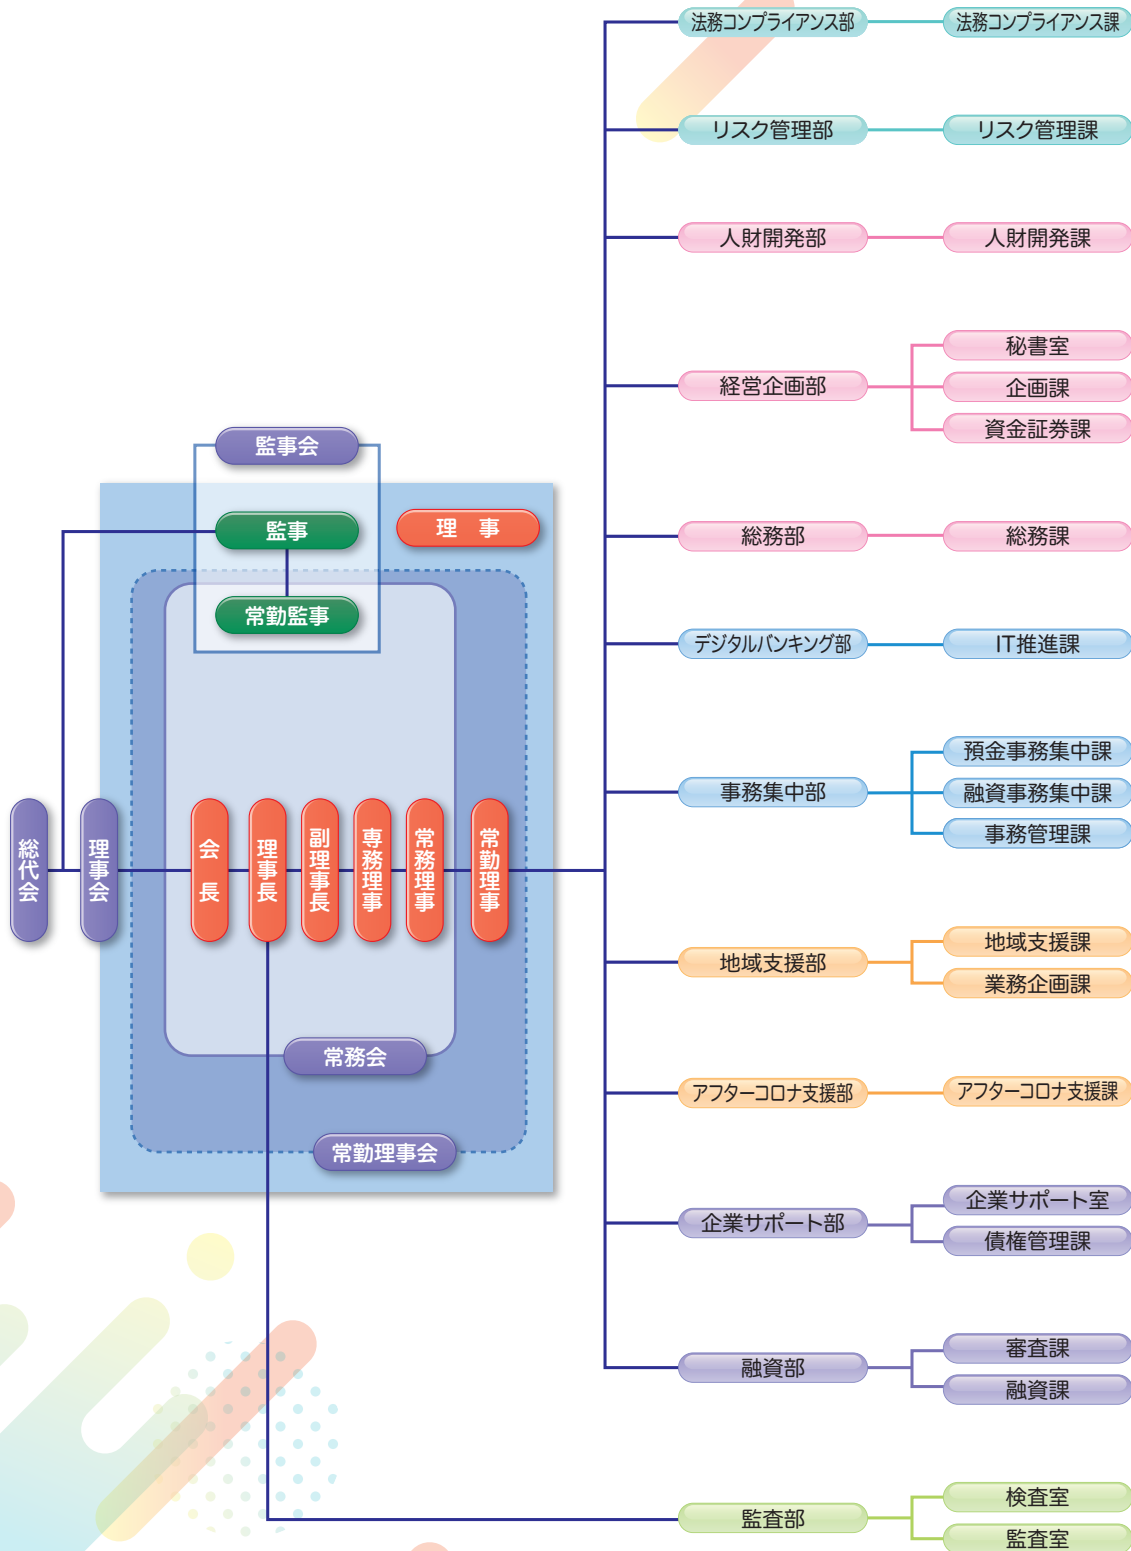 法務コンプライアンス部
法務コンプライアンス課
リスク管理部
リスク管理課
人財開発部
人財開発課
経営企画部
秘書室
企画課
資金証券課
総務部
総務課
デジタルバンキング部
IT推進課
事務集中部
預金事務集中課
融資事務集中課
事務管理課
地域支援部
地域支援課
業務企画課
アフターコロナ支援部
アフターコロナ支援課
企業サポート部
企業サポート室
債権管理課
融資部
審査課
融資課
監査部
検査室
監査室
監事会
監事
理　事
常勤監事
総代会
理事会
会　長
理事長
副理事長
専務理事
常務理事
常勤理事
常務会
常勤理事会